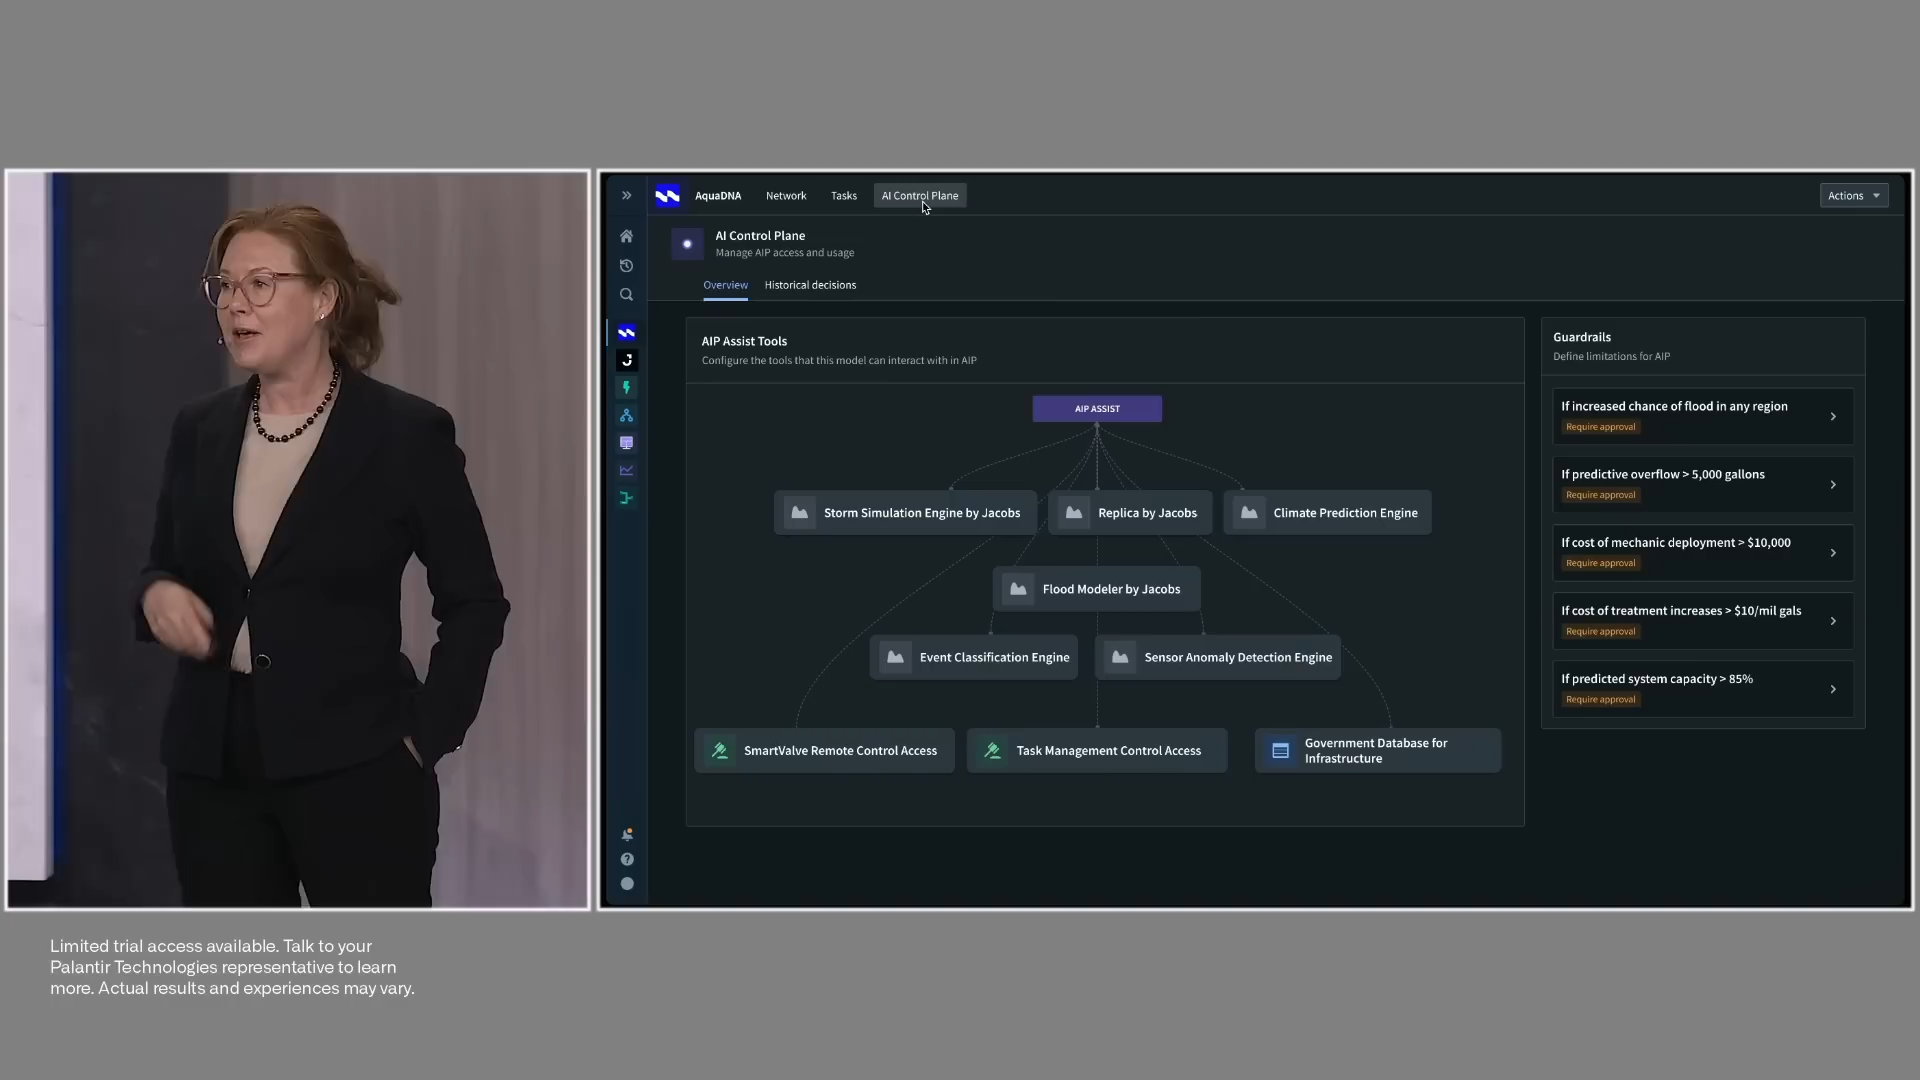 AquaDNA
Network
Tasks
AI Control Plane
Actions
AI Control Plane
Manage AIP access and usage
Overview
Historical decisions
AIP Assist Tools
Configure the tools that this model can interact with in AIP
AIP ASSIST
Storm Simulation Engine by Jacobs
Replica by Jacobs
Climate Prediction Engine
Flood Modeler by Jacobs
Event Classification Engine
Sensor Anomaly Detection Engine
SmartValve Remote Control Access
Task Management Control Access
Government Database for
Infrastructure
Guardrails
Define limitations for AIP
If increased chance of flood in any region
Require approval
If predictive overflow > 5,000 gallons
Require approval
If cost of mechanic deployment > $10,000
Require approval
If cost of treatment increases > $10/mil gals
Require approval
If predicted system capacity > 85%
Require approval
J
Limited trial access available. Talk to your
Palantir Technologies representative to learn
more. Actual results and experiences may vary.